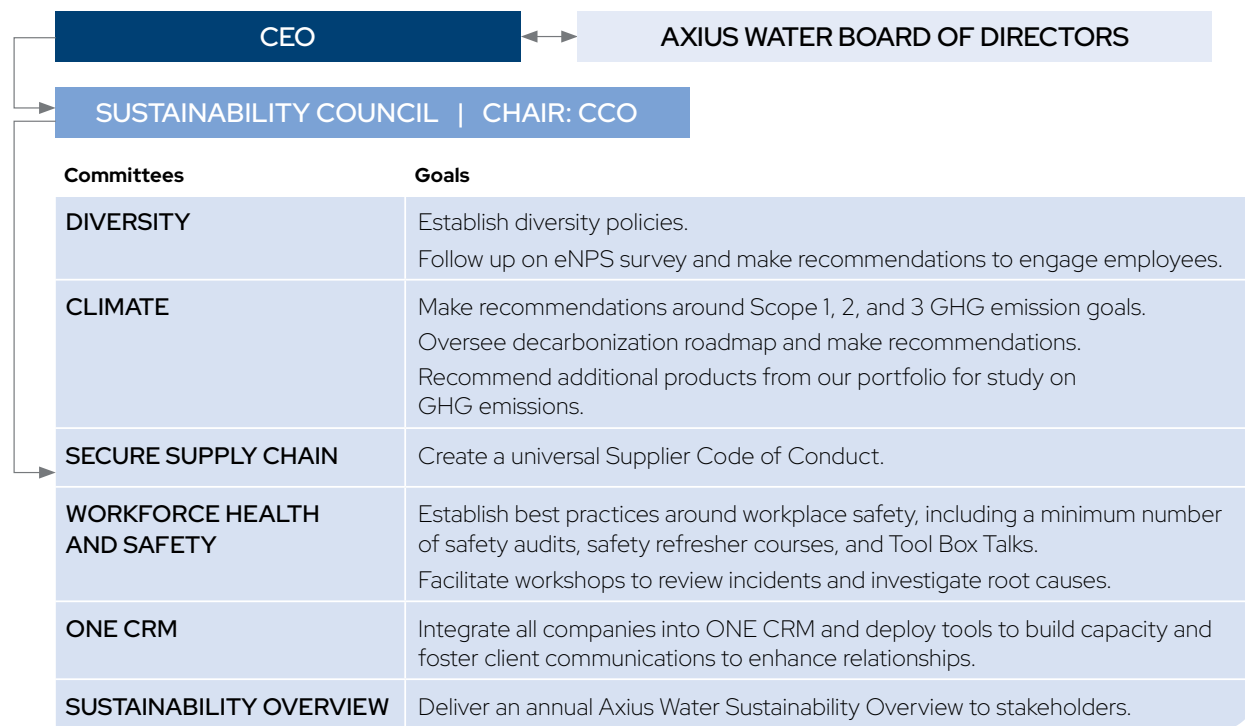 CEO
AXIUS WATER BOARD OF DIRECTORS
SUSTAINABILITY COUNCIL | CHAIR: CCO
Committees
Goals
DIVERSITY
Establish diversity policies.
Follow up on eNPS survey and make recommendations to engage employees.
CLIMATE
Make recommendations around Scope 1, 2, and 3 GHG emission goals.
Oversee decarbonization roadmap and make recommendations.
Recommend additional products from our portfolio for study on
GHG emissions.
SECURE SUPPLY CHAIN
Create a universal Supplier Code of Conduct.
WORKFORCE HEALTH
AND SAFETY
Establish best practices around workplace safety, including a minimum number
of safety audits, safety refresher courses, and Tool Box Talks.
Facilitate workshops to review incidents and investigate root causes.
ONE CRM
Integrate all companies into ONE CRM and deploy tools to build capacity and
foster client communications to enhance relationships.
SUSTAINABILITY OVERVIEW
Deliver an annual Axius Water Sustainability Overview to stakeholders.